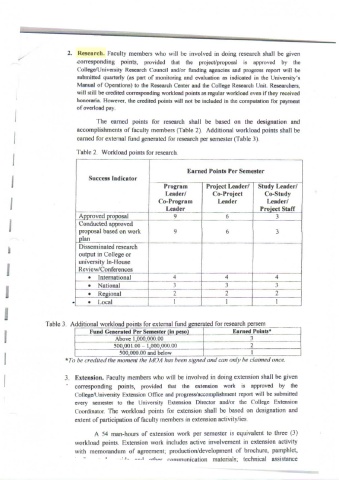 2. Research. Faculty members who will be involved in doing research shall be given
corresponding points, provided that the project/proposal is approved by the
College/University Research Council and/or funding agencies and progress report will be
submitted quarterly (as part of monitoring and evaluation as indicated in the University's
Manual of Operations) to the Research Center and the College Research Unit. Researchers
will still be credited corresponding workload points as regular workload even if they received
honoraria. However, the credited points will not be included in the computation for payment
of overload pay.
The earned points for research shall be based on the designation and
accomplishments of faculty members (Table 2). Additional workload points shall be
earned for external fund generated for research per semester (Table 3).
Table 2. Workload points for research
Success Indicator
Earned Points Per Semester
Program Leader/ Co-Program Leader
Project Leader/ Co-Project Leader
Study Leader/ Co-Study Leader/ Project Staff
Approved proposal 9 6 3
Conducted approved
proposal based on work 9 6 3
plan
Disseminated research
output in College or
university In-House
Review/Conferences
• International 4 4 4
• National 3 3 3
• Regional 2 2 2
• Local 1 1 1
Table 3. Additional workload points for external fund generated for research per sem
Fund Generated Per Semester (in peso) Earned Points*
Above 1,000,000.00 3
500,001.00 – 1,000,000.00 2
500,000.00 and below
*To be credited the moment the MOA has been signed and can only be claimed once.
3. Extension. Faculty members who will be involved in doing extension shall be given
corresponding points, provided that the extension work is approved by the
College/University Extension Office and progress/accomplishment report will be submitted
every semester to the University Extension Director and/or the College Extension
Coordinator. The workload points for extension shall be based on designation and
extent of participation of faculty members in extension activity/ies.
A 54 man-hours of extension work per semester is equivalent to three (3)
workload points. Extension work includes active involvement in extension activity
with memorandum of agreement, production/development of brochure, pamphlet,
and other communication materials, technical assistance